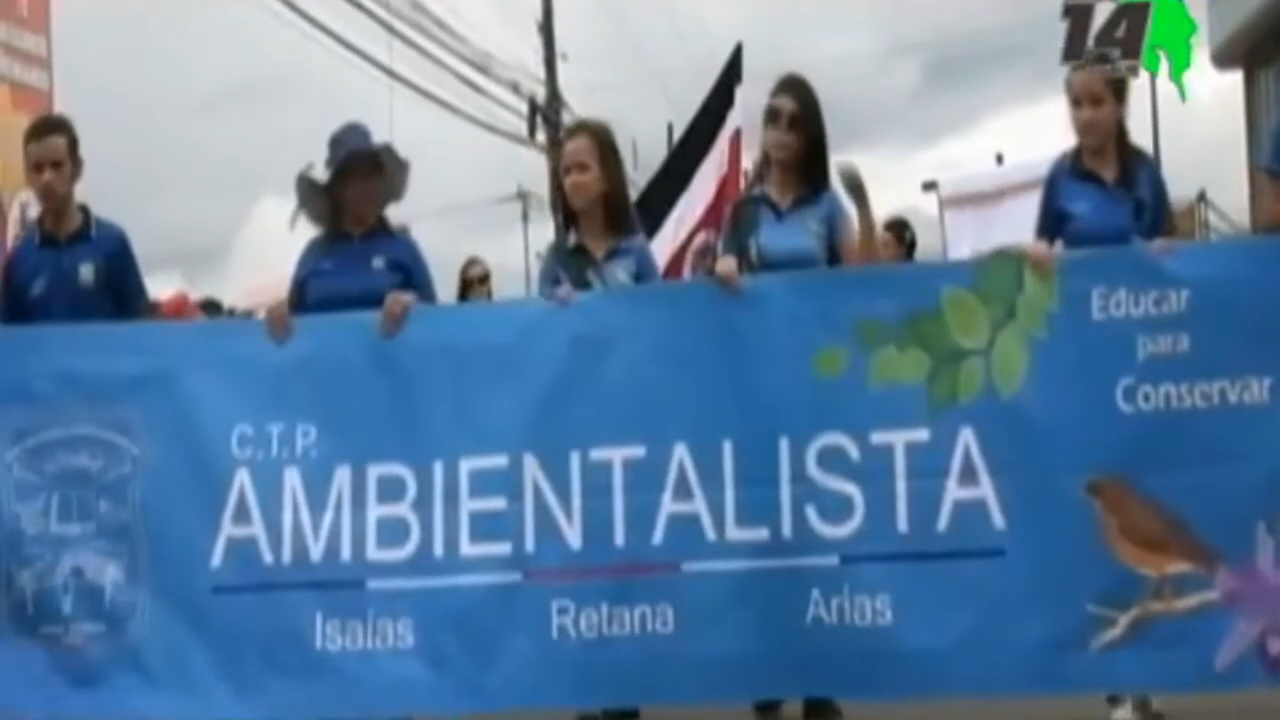 14
Educar
para
Conservar
C.T.P.
AMBIENTALISTA
Isaías Retana Arias